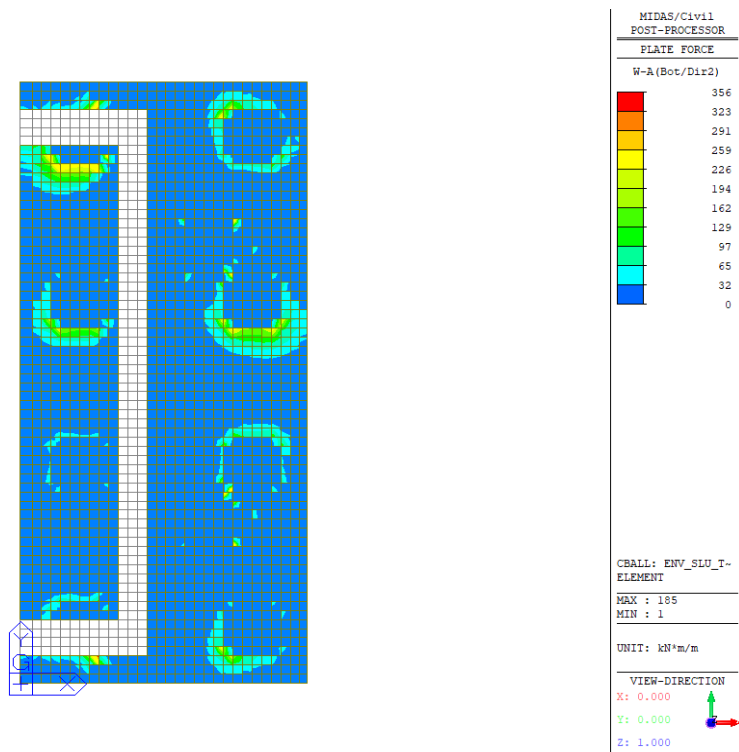 MIDAS/Civil
POST-PROCESSOR
PLATE FORCE
W-A(Bot/Dir2)
356
323
291
259
226
194
162
129
97
65
32
0
CBALL: ENV_SLU_T~
ELEMENT
MAX : 185
MIN : 1
UNIT: kN*m/m
VIEW-DIRECTION
X: 0.000
Y: 0.000
Z: 1.000
Y
G
X